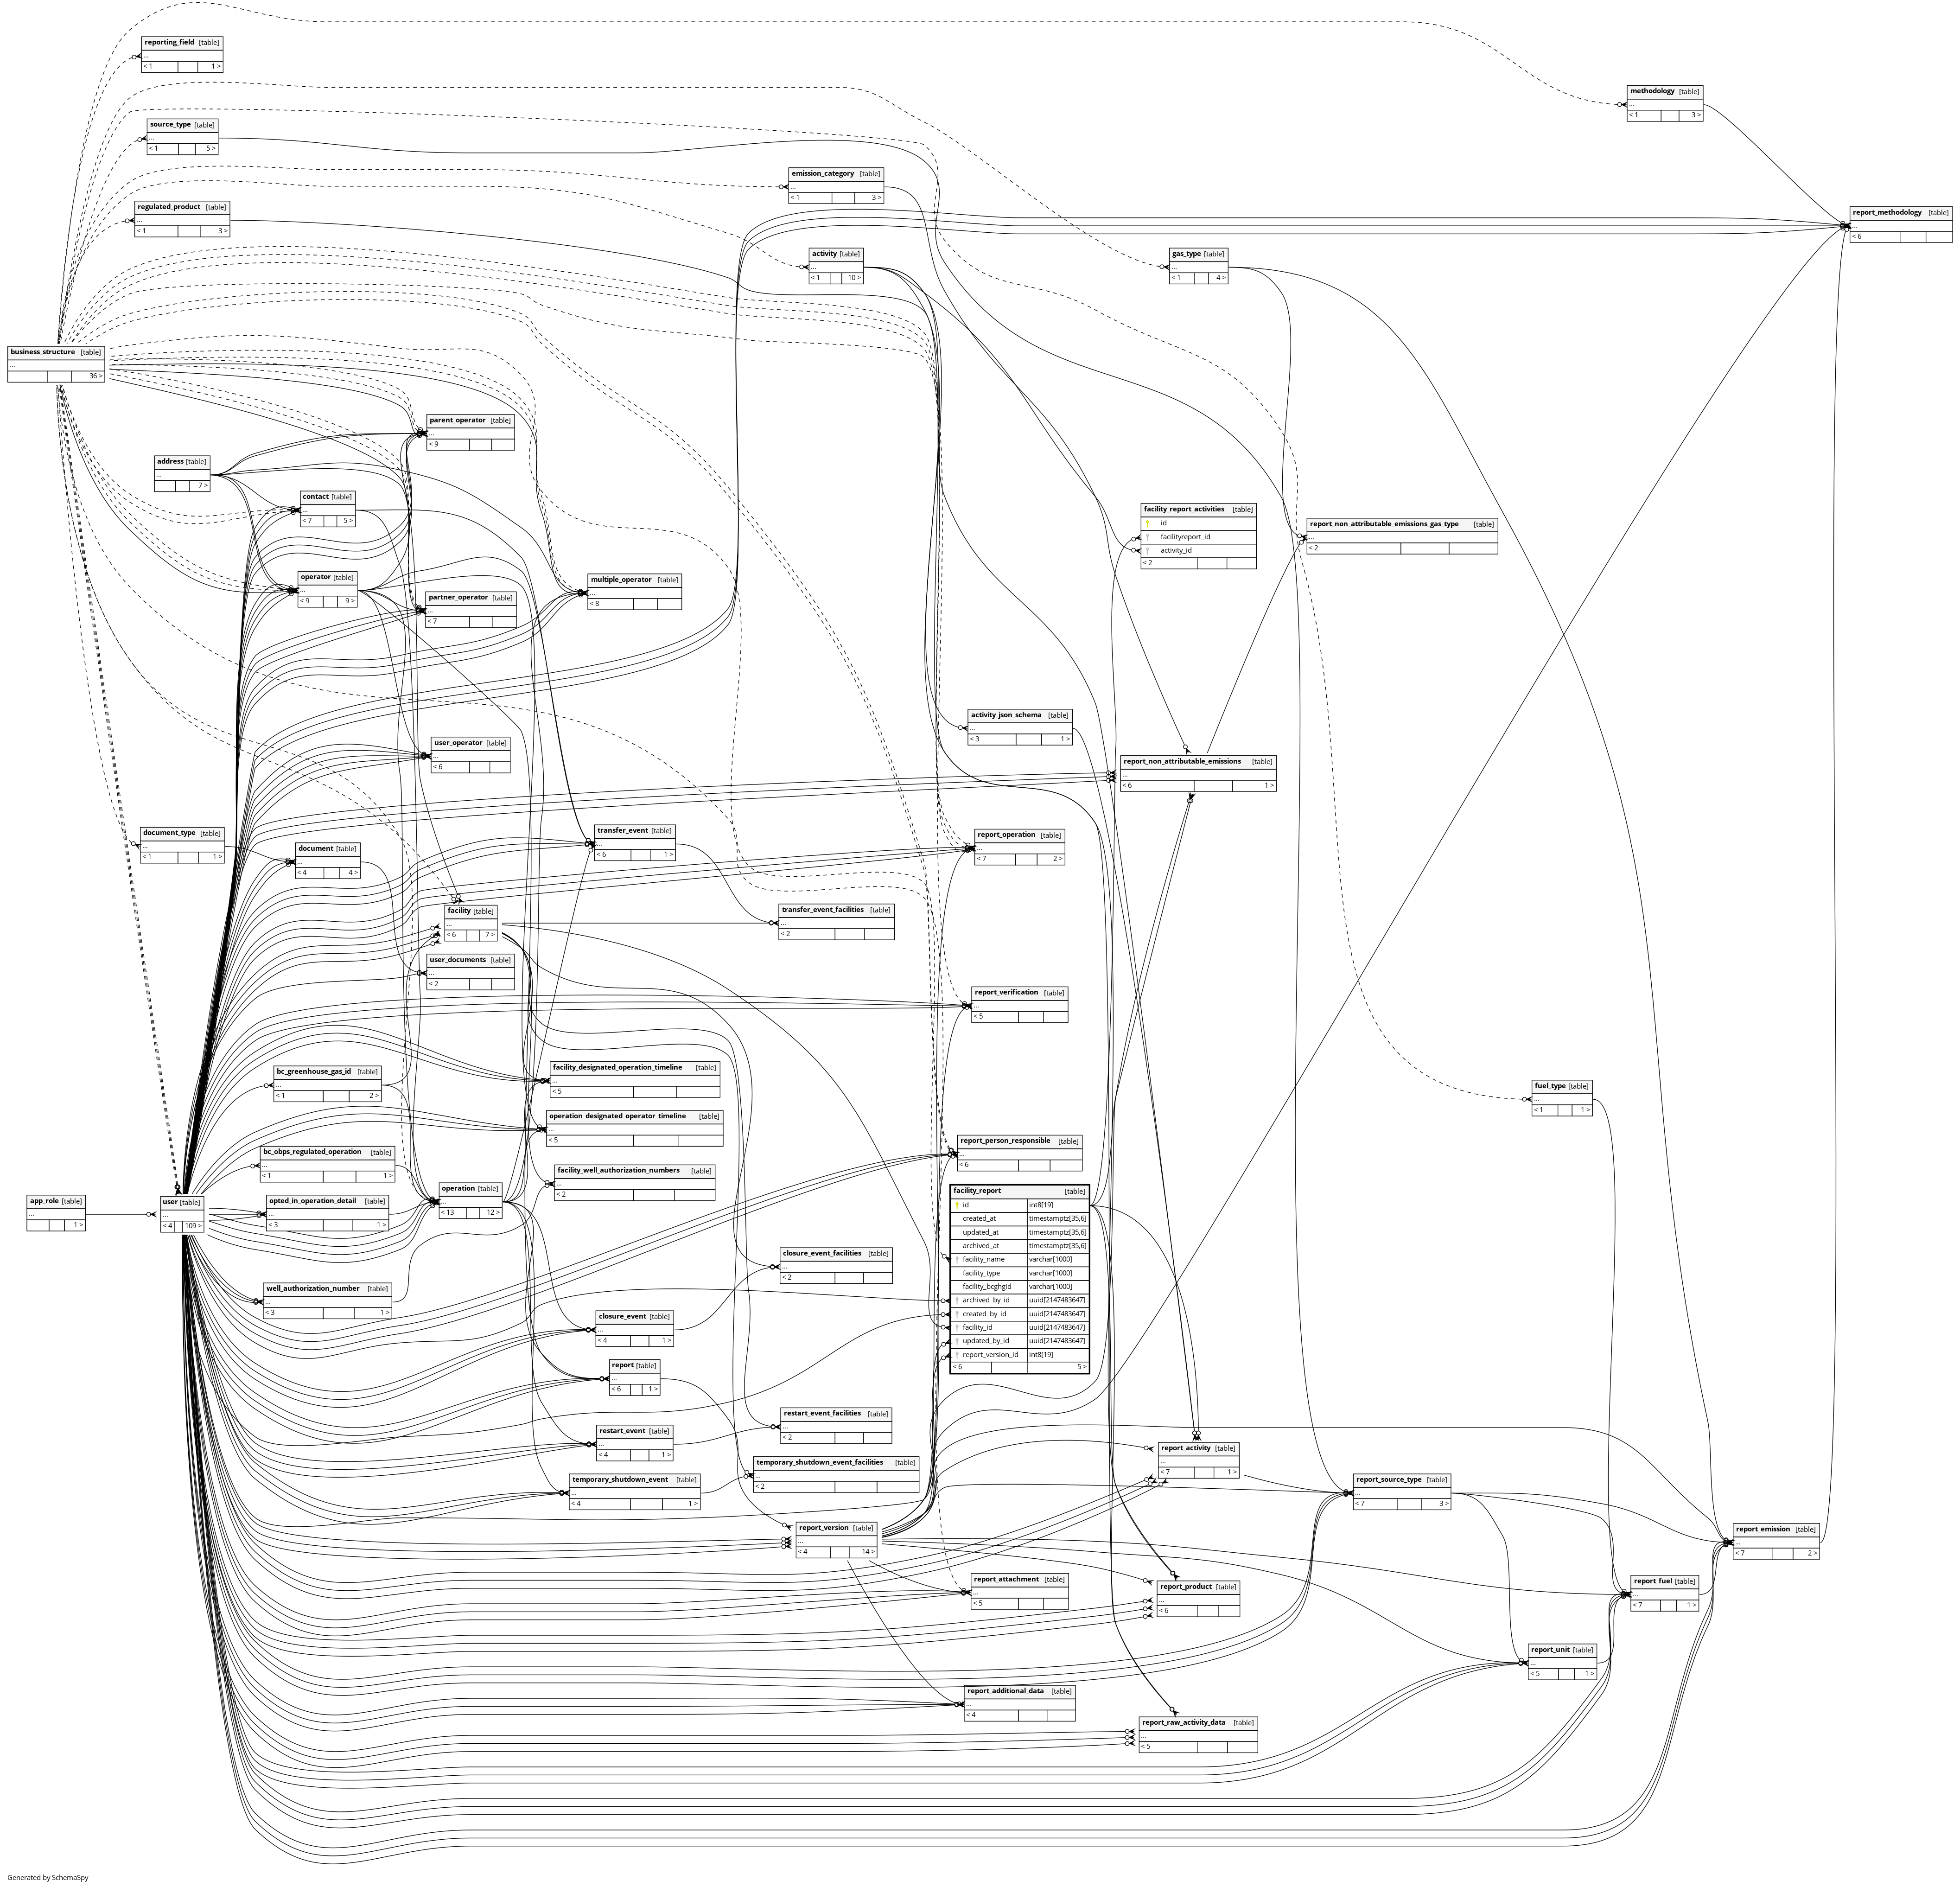 reporting_field [table]
...
< 1 1 >
methodology [table]
...
< 1 3 >
source_type [table]
...
< 1 5 >
emission_category [table]
...
< 1 3 >
regulated_product [table]
...
< 1 3 >
report_methodology [table]
...
< 6
activity [table]
...
< 1 10 >
gas_type [table]
...
< 1 4 >
business_structure [table]
...
36 >
parent_operator [table]
...
< 9
address [table]
...
7 >
contact [table]
...
< 7 5 >
facility_report_activities [table]
id
facilityreport_id
activity_id
< 2
report_non_attributable_emissions_gas_type [table]
...
< 2
operator [table]
...
< 9 9 >
multiple_operator [table]
...
< 8
partner_operator [table]
...
< 7
activity_json_schema [table]
...
< 3 1 >
user_operator [table]
...
< 6
report_non_attributable_emissions [table]
...
< 6 1 >
document_type [table]
...
< 1 1 >
transfer_event [table]
...
< 6 1 >
report_operation [table]
...
< 7 2 >
document [table]
...
< 4 4 >
facility [table]
...
< 6 7 >
transfer_event_facilities [table]
...
< 2
user_documents [table]
...
< 2
report_verification [table]
...
< 5
bc_greenhouse_gas_id [table]
...
< 1 2 >
facility_designated_operation_timeline [table]
...
< 5
fuel_type [table]
...
< 1 1 >
operation_designated_operator_timeline [table]
...
< 5
bc_obps_regulated_operation [table]
...
< 1 1 >
report_person_responsible [table]
...
< 6
facility_well_authorization_numbers [table]
...
< 2
app_role [table]
...
1 >
user [table]
...
< 4 109 >
opted_in_operation_detail [table]
...
< 3 1 >
operation [table]
...
< 13 12 >
facility_report [table]
id int8[19]
created_at timestamptz[35,6]
updated_at timestamptz[35,6]
archived_at timestamptz[35,6]
facility_name varchar[1000]
facility_type varchar[1000]
facility_bcghgid varchar[1000]
archived_by_id uuid[2147483647]
created_by_id uuid[2147483647]
facility_id uuid[2147483647]
updated_by_id uuid[2147483647]
report_version_id int8[19]
< 6 5 >
closure_event_facilities [table]
...
< 2
well_authorization_number [table]
...
< 3 1 >
closure_event [table]
...
< 4 1 >
report [table]
...
< 6 1 >
restart_event_facilities [table]
...
< 2
restart_event [table]
...
< 4 1 >
report_activity [table]
...
< 7 1 >
temporary_shutdown_event_facilities [table]
...
< 2
temporary_shutdown_event [table]
...
< 4 1 >
report_source_type [table]
...
< 7 3 >
report_version [table]
...
< 4 14 >
report_emission [table]
...
< 7 2 >
report_attachment [table]
...
< 5
report_product [table]
...
< 6
report_fuel [table]
...
< 7 1 >
report_unit [table]
...
< 5 1 >
report_additional_data [table]
...
< 4
report_raw_activity_data [table]
...
< 5
Generated by SchemaSpy